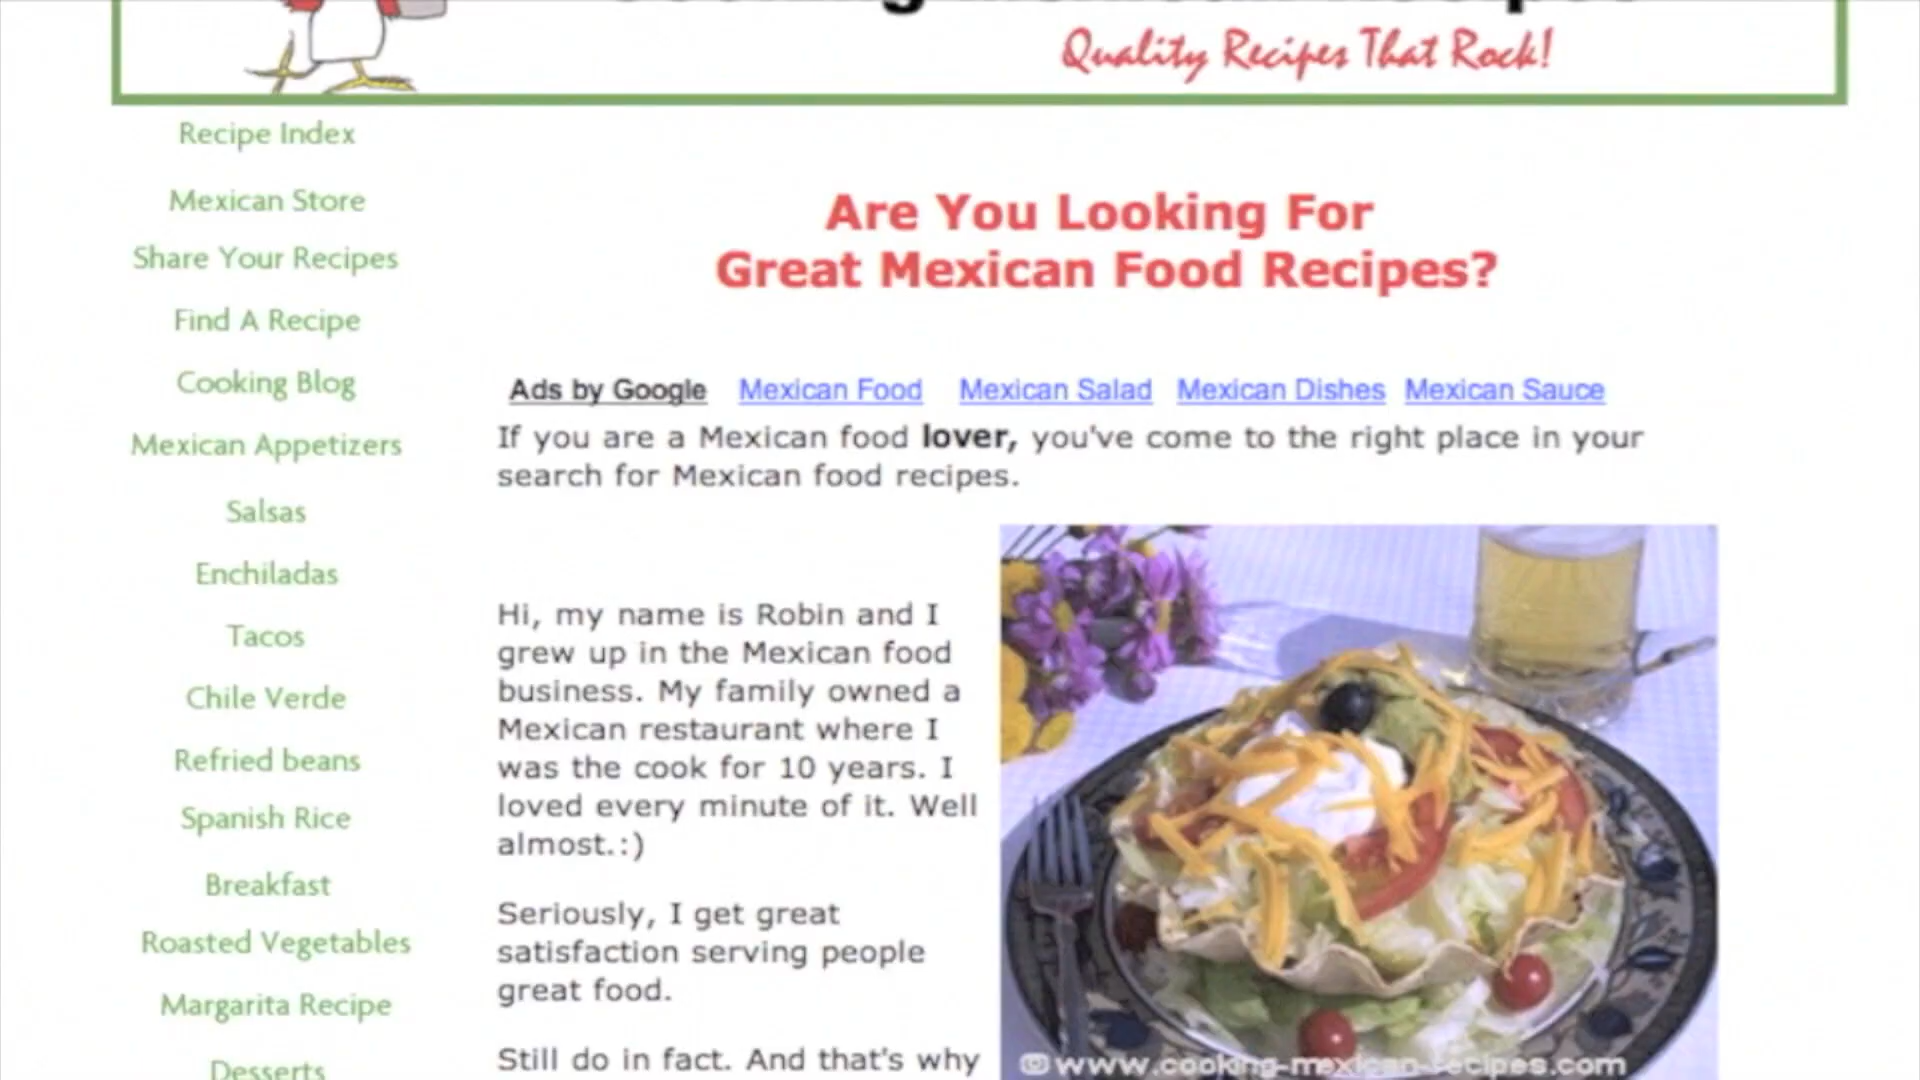 Quality Recipes That Rock!
Recipe Index
Mexican Store
Share Your Recipes
Find A Recipe
Cooking Blog
Mexican Appetizers
Salsas
Enchiladas
Tacos
Chile Verde
Refried beans
Spanish Rice
Breakfast
Roasted Vegetables
Margarita Recipe
Desserts
Are You Looking For
Great Mexican Food Recipes?
Ads by Google Mexican Food Mexican Salad Mexican Dishes Mexican Sauce
If you are a Mexican food lover, you've come to the right place in your
search for Mexican food recipes.
Hi, my name is Robin and I
grew up in the Mexican food
business. My family owned a
Mexican restaurant where I
was the cook for 10 years. I
loved every minute of it. Well
almost.:)
Seriously, I get great
satisfaction serving people
great food.
Still do in fact. And that's why
©www.cooking-mexican-recipes.com